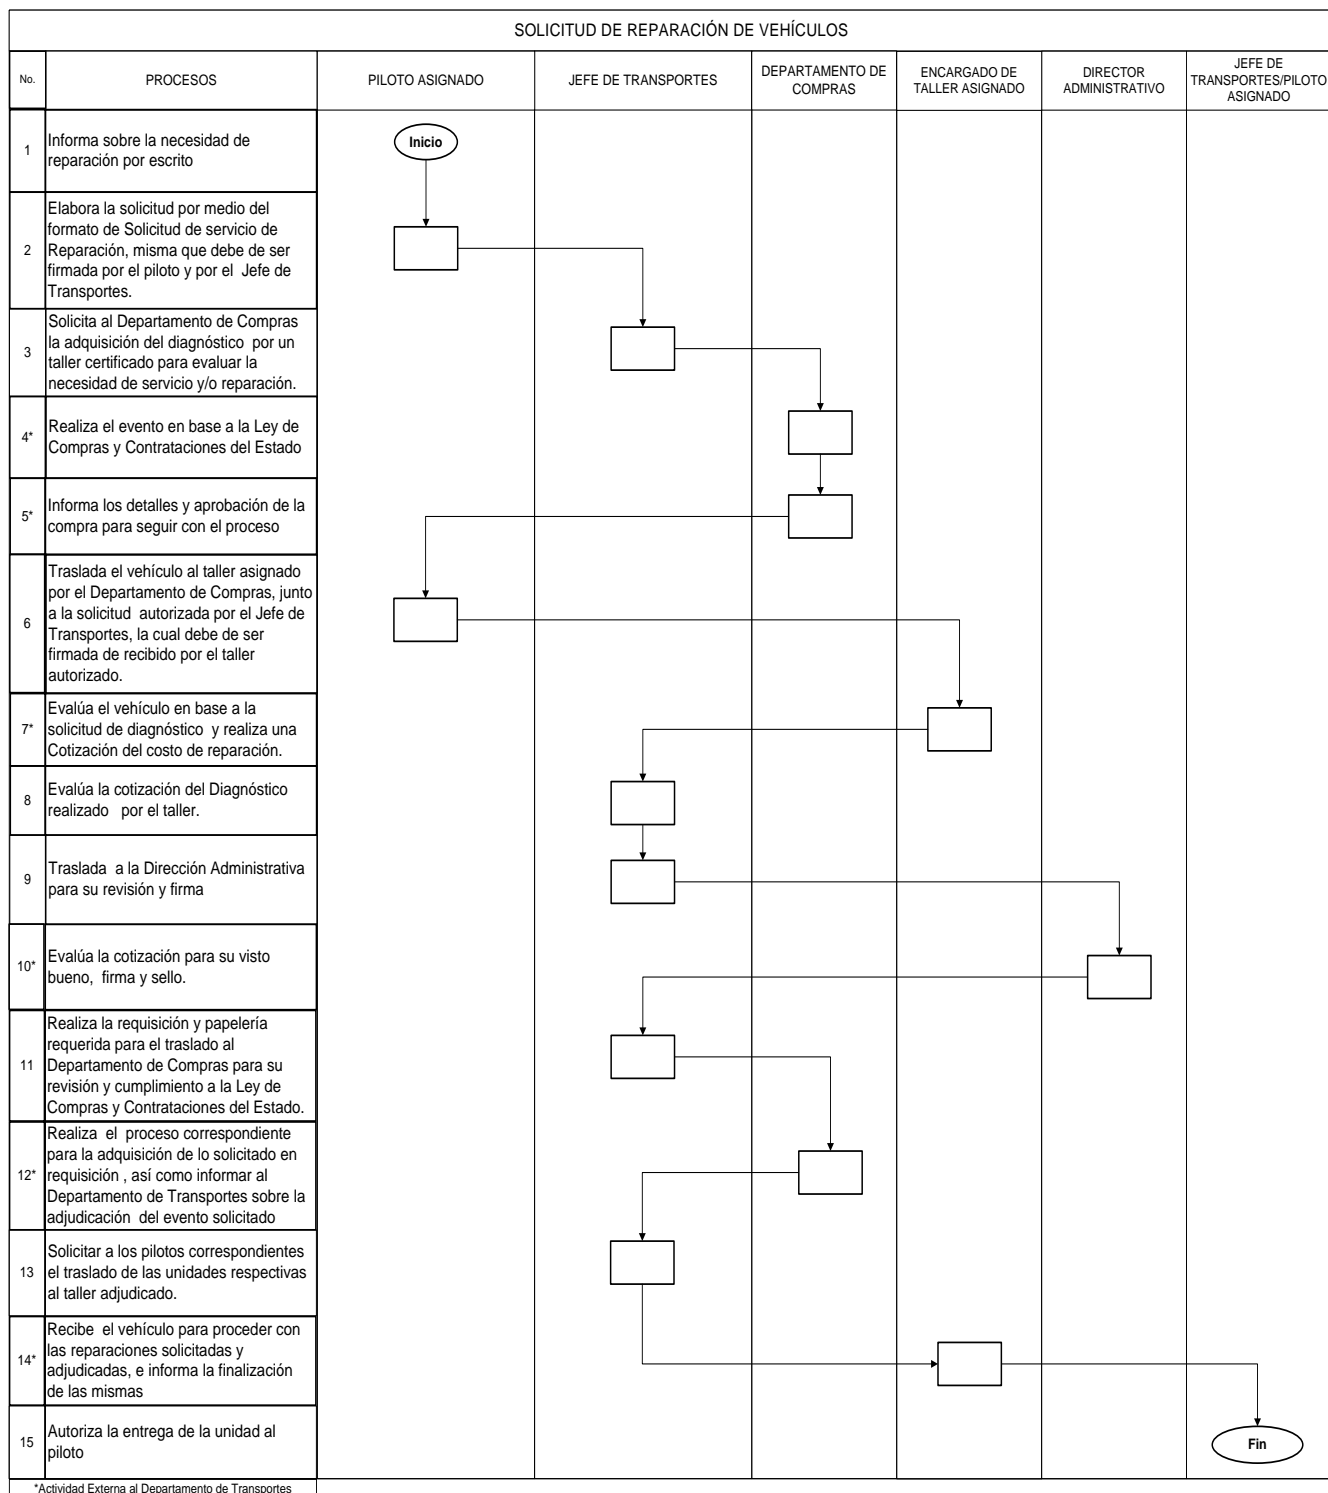 SOLICITUD DE REPARACIÓN DE VEHÍCULOS
No.
PROCESOS
PILOTO ASIGNADO
JEFE DE TRANSPORTES
DEPARTAMENTO DE
COMPRAS
ENCARGADO DE
TALLER ASIGNADO
DIRECTOR
ADMINISTRATIVO
JEFE DE
TRANSPORTES/PILOTO
ASIGNADO
1
Informa sobre la necesidad de
reparación por escrito
Inicio
2
Elabora la solicitud por medio del
formato de Solicitud de servicio de
Reparación, misma que debe de ser
firmada por el piloto y por el Jefe de
Transportes.
3
Solicita al Departamento de Compras
la adquisición del diagnóstico por un
taller certificado para evaluar la
necesidad de servicio y/o reparación.
4*
Realiza el evento en base a la Ley de
Compras y Contrataciones del Estado
5*
Informa los detalles y aprobación de la
compra para seguir con el proceso
6
Traslada el vehículo al taller asignado
por el Departamento de Compras, junto
a la solicitud autorizada por el Jefe de
Transportes, la cual debe de ser
firmada de recibido por el taller
autorizado.
7*
Evalúa el vehículo en base a la
solicitud de diagnóstico y realiza una
Cotización del costo de reparación.
8
Evalúa la cotización del Diagnóstico
realizado por el taller.
9
Traslada a la Dirección Administrativa
para su revisión y firma
10*
Evalúa la cotización para su visto
bueno, firma y sello.
11
Realiza la requisición y papelería
requerida para el traslado al
Departamento de Compras para su
revisión y cumplimiento a la Ley de
Compras y Contrataciones del Estado.
12*
Realiza el proceso correspondiente
para la adquisición de lo solicitado en
requisición , así como informar al
Departamento de Transportes sobre la
adjudicación del evento solicitado
13
Solicitar a los pilotos correspondientes
el traslado de las unidades respectivas
al taller adjudicado.
14*
Recibe el vehículo para proceder con
las reparaciones solicitadas y
adjudicadas, e informa la finalización
de las mismas
15
Autoriza la entrega de la unidad al
piloto
Fin
*Actividad Externa al Departamento de Transportes